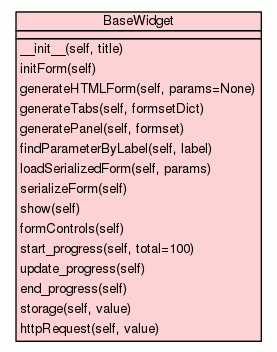 BaseWidget
__init__(self, title)
initForm(self)
generateHTMLForm(self, params=None)
generateTabs(self, formsetDict)
generatePanel(self, formset)
findParameterByLabel(self, label)
loadSerializedForm(self, params)
serializeForm(self)
show(self)
formControls(self)
start_progress(self, total=100)
update_progress(self)
end_progress(self)
storage(self, value)
httpRequest(self, value)